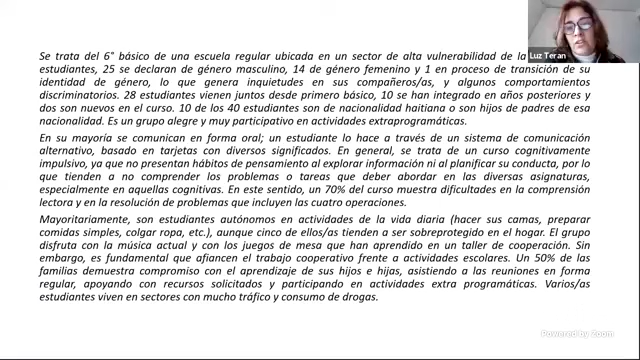 Luz Teran
Se trata del 6° básico de una escuela regular ubicada en un sector de alta vulnerabilidad de la
estudiantes, 25 se declaran de género masculino, 14 de género femenino y 1 en proceso de transición de su
identidad de género, lo que genera inquietudes en sus compañeros/as, y algunos comportamientos
discriminatorios. 28 estudiantes vienen juntos desde primero básico, 10 se han integrado en años posteriores y
dos son nuevos en el curso. 10 de los 40 estudiantes son de nacionalidad haitiana o son hijos de padres de esa
nacionalidad. Es un grupo alegre y muy participativo en actividades extraprogramáticas.
En su mayoría se comunican en forma oral; un estudiante lo hace a través de un sistema de comunicación
alternativo, basado en tarjetas con diversos significados. En general, se trata de un curso cognitivamente
impulsivo, ya que no presentan hábitos de pensamiento al explorar información ni al planificar su conducta, por lo
que tienden a no comprender los problemas o tareas que deber abordar en las diversas asignaturas,
especialmente en aquellas cognitivas. En este sentido, un 70% del curso muestra dificultades en la comprensión
lectora y en la resolución de problemas que incluyen las cuatro operaciones.
Mayoritariamente, son estudiantes autónomos en actividades de la vida diaria (hacer sus camas, preparar
comidas simples, colgar ropa, etc.), aunque cinco de ellos/as tienden a ser sobreprotegido en el hogar. El grupo
disfruta con la música actual y con los juegos de mesa que han aprendido en un taller de cooperación. Sin
embargo, es fundamental que afiancen el trabajo cooperativo frente a actividades escolares. Un 50% de las
familias demuestra compromiso con el aprendizaje de sus hijos e hijas, asistiendo a las reuniones en forma
regular, apoyando con recursos solicitados y participando en actividades extra programáticas. Varios/as
estudiantes viven en sectores con mucho tráfico y consumo de drogas.
Powered by Zoom